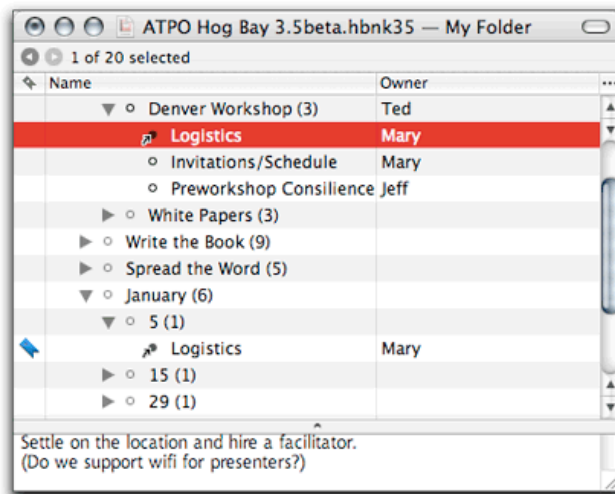 ATPO Hog Bay 3.5beta.hbnk35 — My Folder
1 of 20 selected
Name Owner
Denver Workshop (3) Ted
Logistics Mary
Invitations/Schedule Mary
Preworkshop Consilience Jeff
White Papers (3)
Write the Book (9)
Spread the Word (5)
January (6)
5 (1)
Logistics Mary
15 (1)
29 (1)
Settle on the location and hire a facilitator.
(Do we support wifi for presenters?)